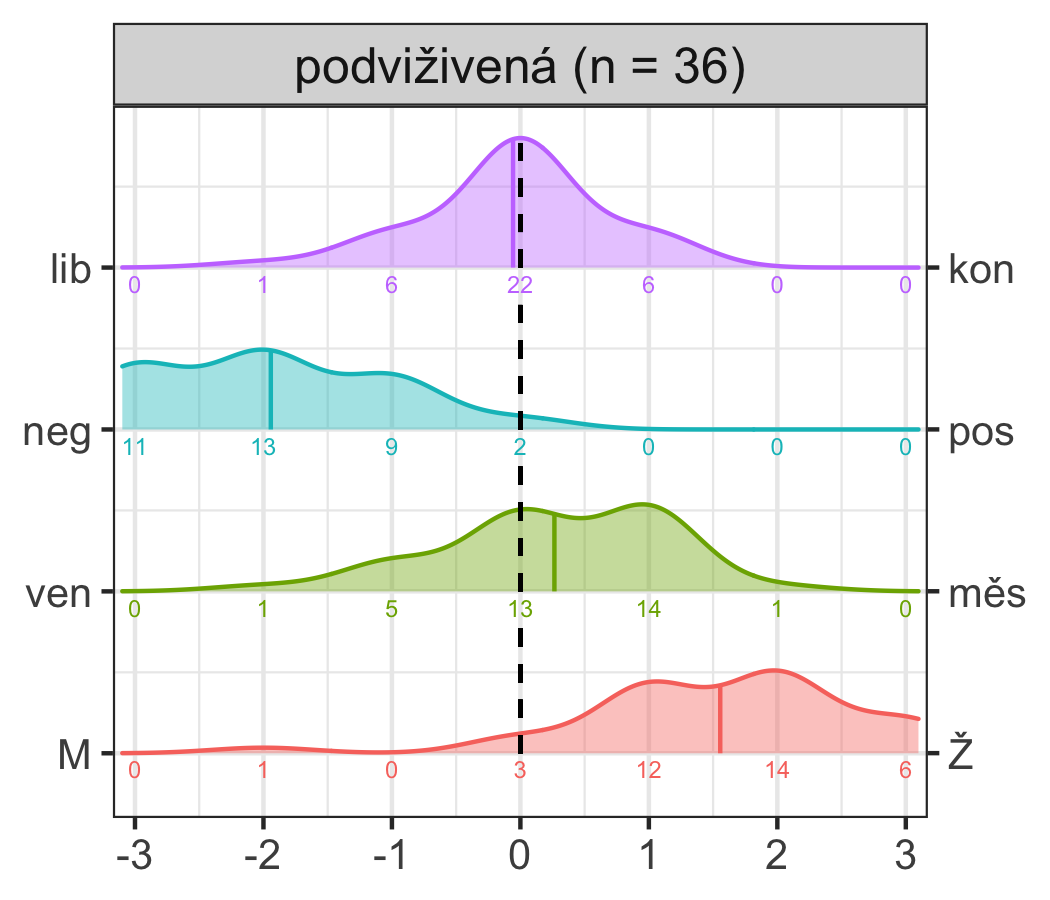 podviživená (n = 36)
lib kon
0 1 6 22 6 0 0
neg pos
11 13 9 2 0 0 0
ven měs
0 1 5 13 14 1 0
M Ž
0 1 0 3 12 14 6
-3 -2 -1 0 1 2 3